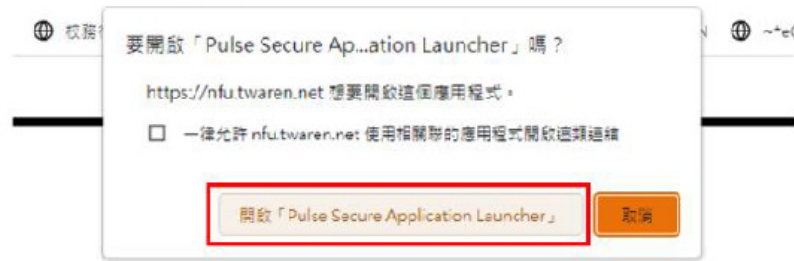 校務
要開啟「Pulse Secure Ap...ation Launcher」嗎？
https://nfu.twaren.net 想要開啟這個應用程式。
一律允許 nfu.twaren.net 使用相關聯的應用程式開啟這類連結
開啟「Pulse Secure Application Launcher」
取消